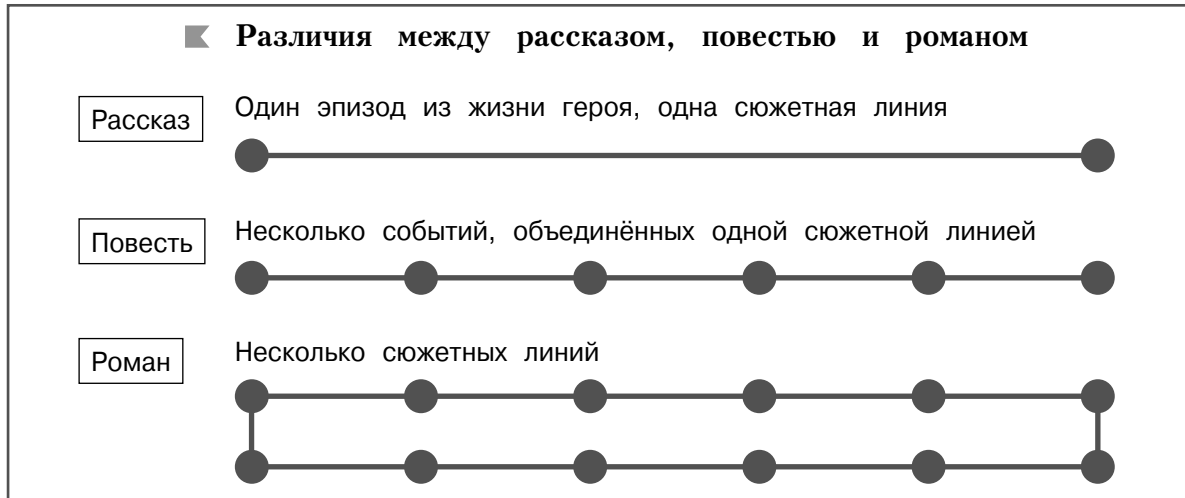 Различия между рассказом, повестью и романом
Рассказ
Один эпизод из жизни героя, одна сюжетная линия
Повесть
Несколько событий, объединённых одной сюжетной линией
Роман
Несколько сюжетных линий